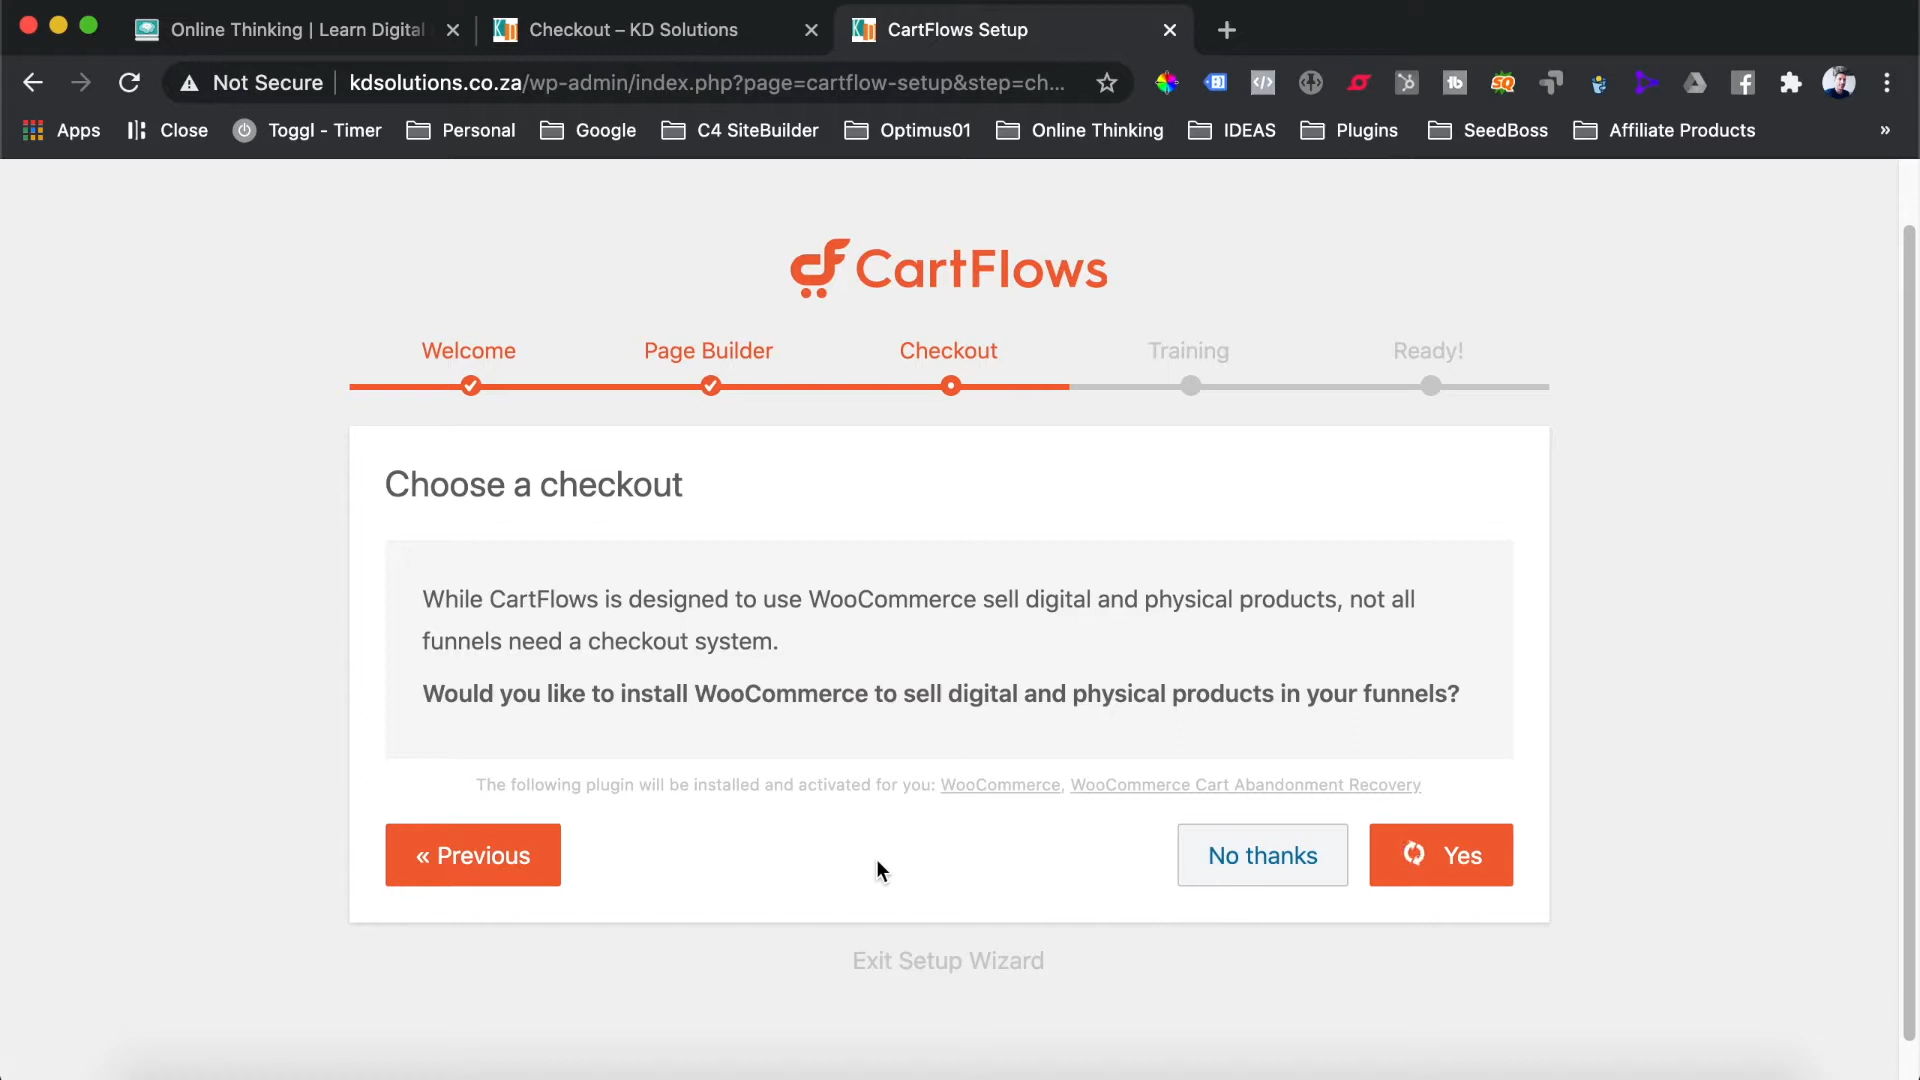 Online Thinking | Learn Digital
Checkout – KD Solutions
CartFlows Setup
Not Secure
kdsolutions.co.za/wp-admin/index.php?page=cartflow-setup&step=ch...
Apps
Close
Toggl - Timer
Personal
Google
C4 SiteBuilder
Optimus01
Online Thinking
IDEAS
Plugins
SeedBoss
Affiliate Products
»
CartFlows
Welcome
Page Builder
Checkout
Training
Ready!
Choose a checkout
While CartFlows is designed to use WooCommerce sell digital and physical products, not all
funnels need a checkout system.
Would you like to install WooCommerce to sell digital and physical products in your funnels?
The following plugin will be installed and activated for you: WooCommerce, WooCommerce Cart Abandonment Recovery
« Previous
No thanks
Yes
Exit Setup Wizard